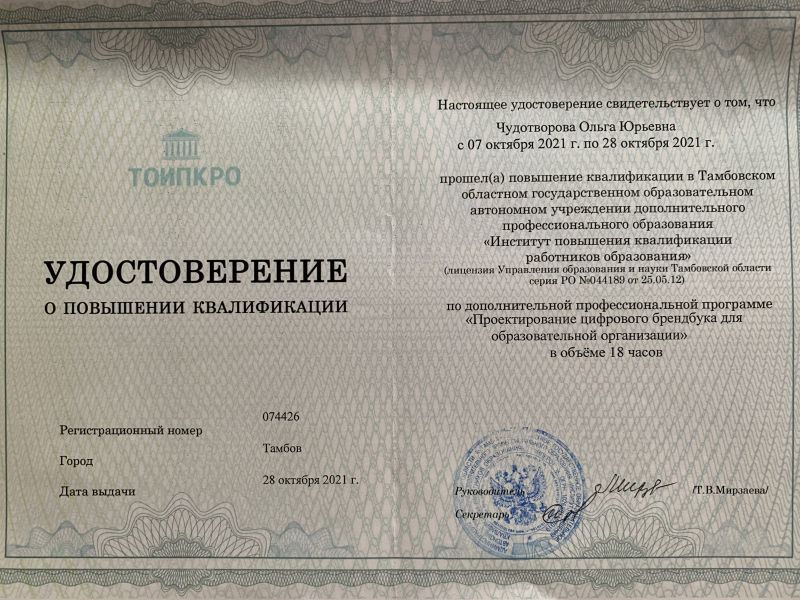 ТОИПКРО
УДОСТОВЕРЕНИЕ
О ПОВЫШЕНИИ КВАЛИФИКАЦИИ
Регистрационный номер 074426
Город Тамбов
Дата выдачи 28 октября 2021 г.
Настоящее удостоверение свидетельствует о том, что
Чудотворова Ольга Юрьевна
с 07 октября 2021 г. по 28 октября 2021 г.
прошел(а) повышение квалификации в Тамбовском
областном государственном образовательном
автономном учреждении дополнительного
профессионального образования
«Институт повышения квалификации
работников образования»
(лицензия Управления образования и науки Тамбовской области
серия РО №044189 от 25.05.12)
по дополнительной профессиональной программе
«Проектирование цифрового брендбука для
образовательной организации»
в объёме 18 часов
Руководитель /Т.В.Мирзаева/
Секретарь